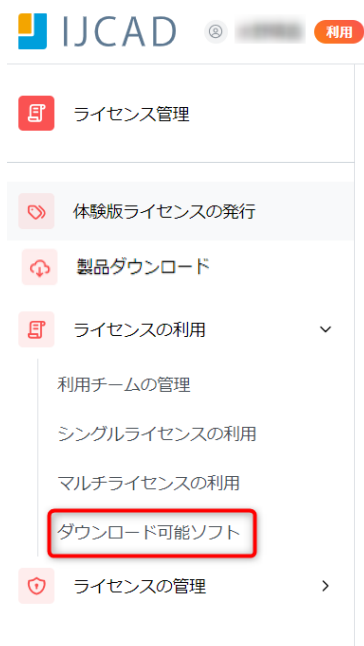 IJCAD
利用
ライセンス管理
体験版ライセンスの発行
製品ダウンロード
ライセンスの利用
利用チームの管理
シングルライセンスの利用
マルチライセンスの利用
ダウンロード可能ソフト
ライセンスの管理